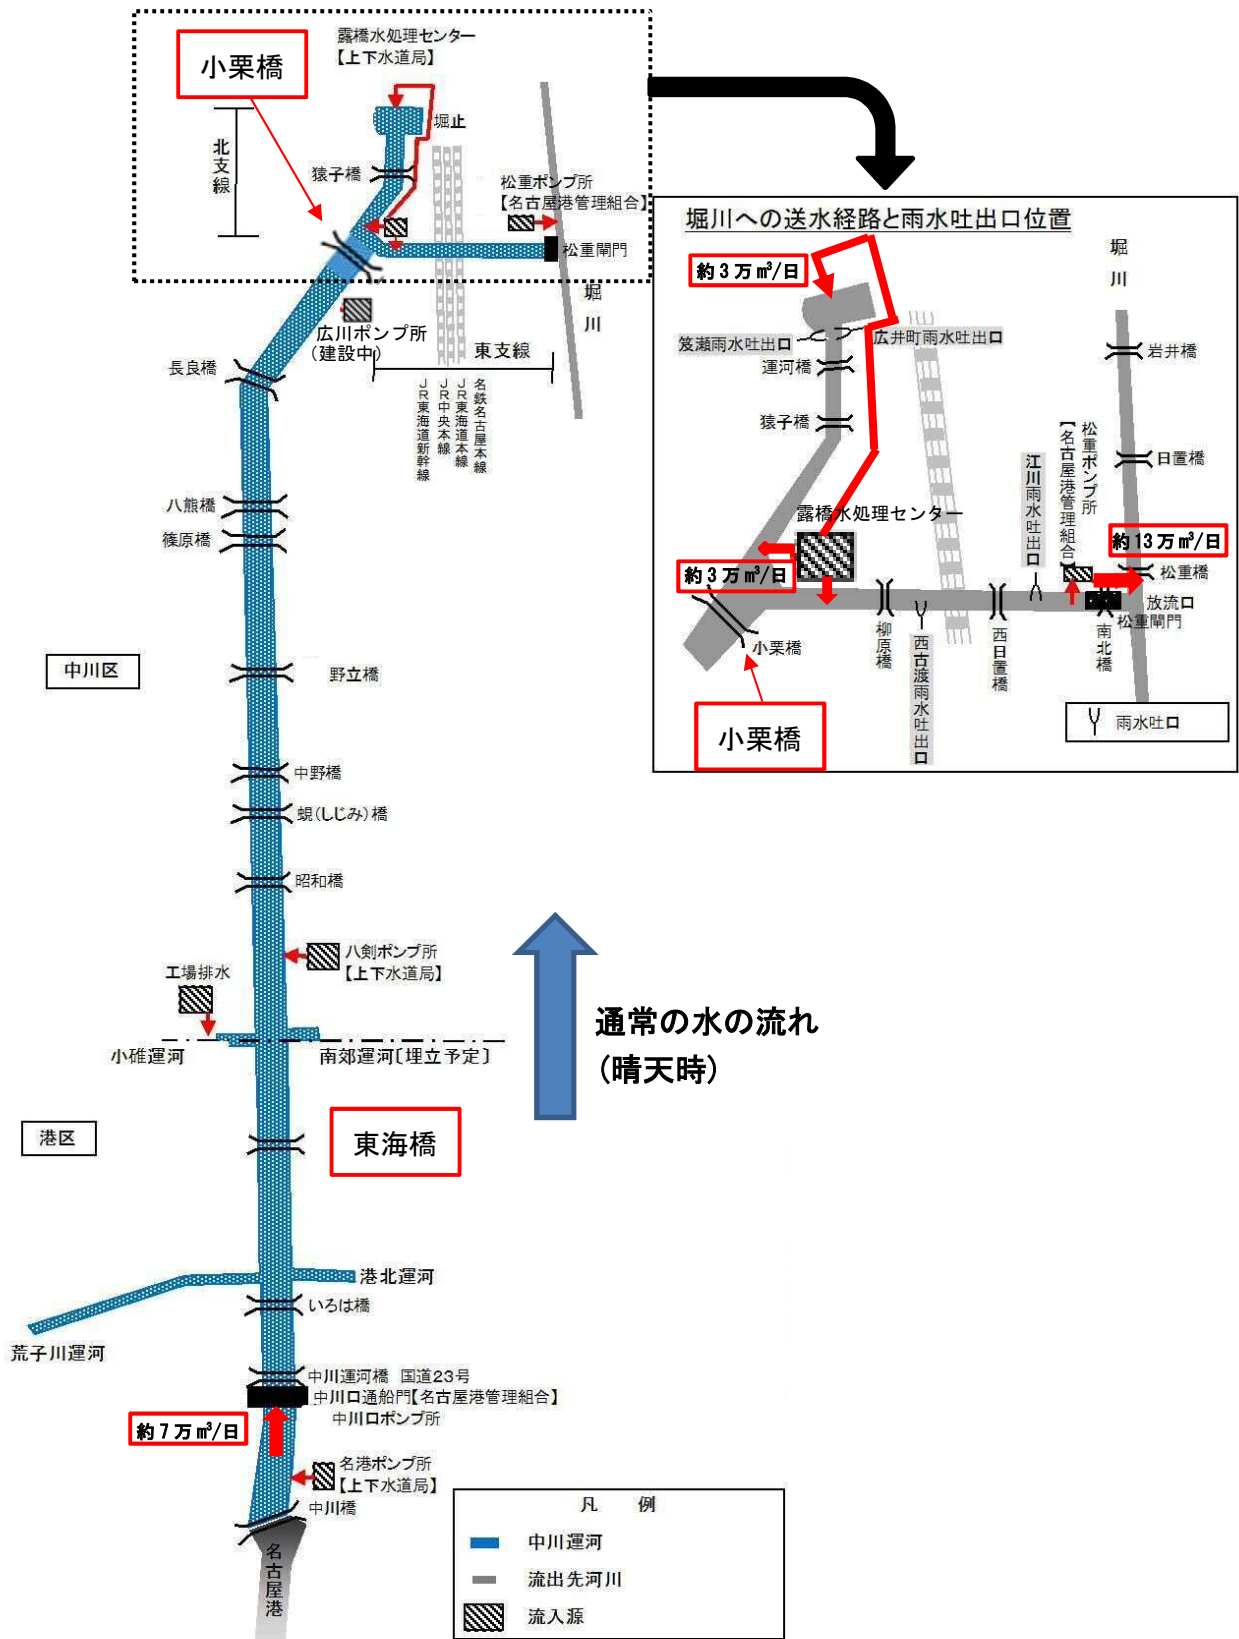 小栗橋
露橋水処理センター
【上下水道局】
堀止
北支線
猿子橋
松重ポンプ所
【名古屋港管理組合】
松重閘門
堀川
広川ポンプ所
(建設中)
東支線
JR東海道新幹線
JR中央本線
JR東海道本線
名鉄名古屋本線
長良橋
八熊橋
篠原橋
中川区
野立橋
中野橋
蜆(しじみ)橋
昭和橋
八剣ポンプ所
【上下水道局】
工場排水
小碓運河
南郊運河〔埋立予定〕
通常の水の流れ
(晴天時)
港区
東海橋
港北運河
いろは橋
荒子川運河
中川運河橋 国道23号
中川口通船門【名古屋港管理組合】
中川口ポンプ所
約7万㎥/日
名港ポンプ所
【上下水道局】
中川橋
名古屋港
凡 例
中川運河
流出先河川
流入源
堀川への送水経路と雨水吐出口位置
約3万㎥/日
堀川
笈瀬雨水吐出口
広井町雨水吐出口
運河橋
岩井橋
猿子橋
松重ポンプ所
【名古屋港管理組合】
日置橋
江川雨水吐出口
露橋水処理センター
約13万㎥/日
約3万㎥/日
松重橋
放流口
松重閘門
小栗橋
柳原橋
西古渡雨水吐出口
西日置橋
南北橋
小栗橋
雨水吐口